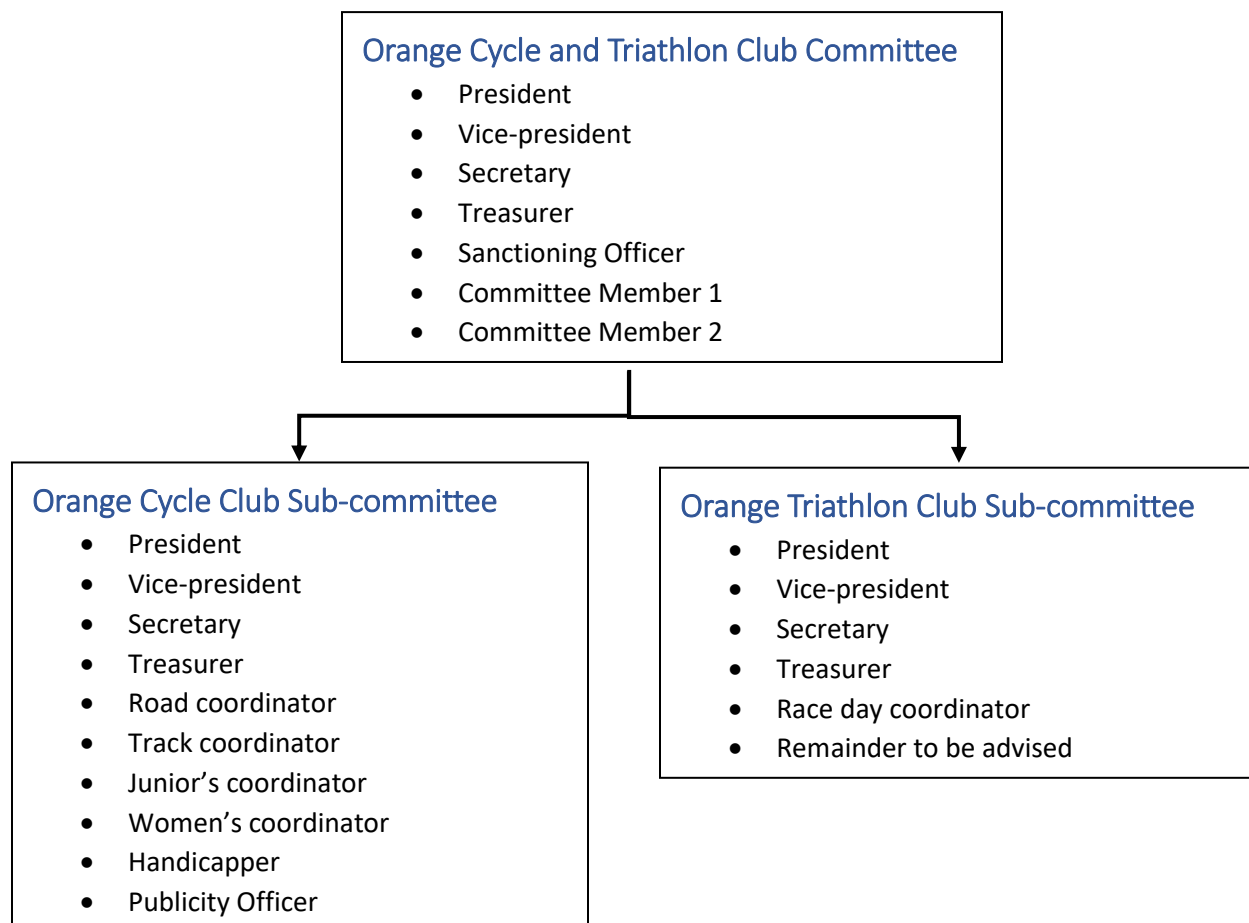 Orange Cycle and Triathlon Club Committee
• President
• Vice-president
• Secretary
• Treasurer
• Sanctioning Officer
• Committee Member 1
• Committee Member 2
Orange Cycle Club Sub-committee
• President
• Vice-president
• Secretary
• Treasurer
• Road coordinator
• Track coordinator
• Junior's coordinator
• Women's coordinator
• Handicapper
• Publicity Officer
Orange Triathlon Club Sub-committee
• President
• Vice-president
• Secretary
• Treasurer
• Race day coordinator
• Remainder to be advised